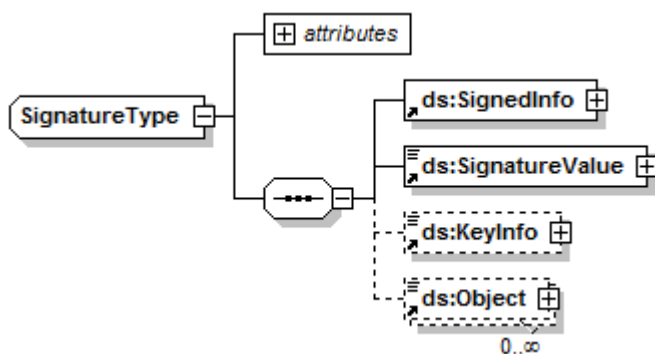 attributes
SignatureType
ds:SignedInfo
ds:SignatureValue
ds:KeyInfo
ds:Object
0..∞